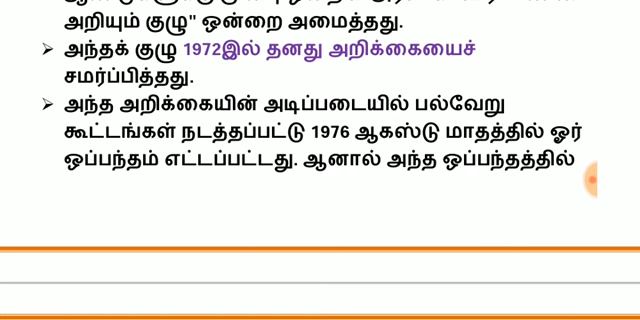 அறியும் குழு" ஒன்றை அமைத்தது.
➤ அந்தக் குழு 1972இல் தனது அறிக்கையைச்
சமர்ப்பித்தது.
➤ அந்த அறிக்கையின் அடிப்படையில் பல்வேறு
கூட்டங்கள் நடத்தப்பட்டு 1976 ஆகஸ்டு மாதத்தில் ஓர்
ஒப்பந்தம் எட்டப்பட்டது. ஆனால் அந்த ஒப்பந்தத்தில்